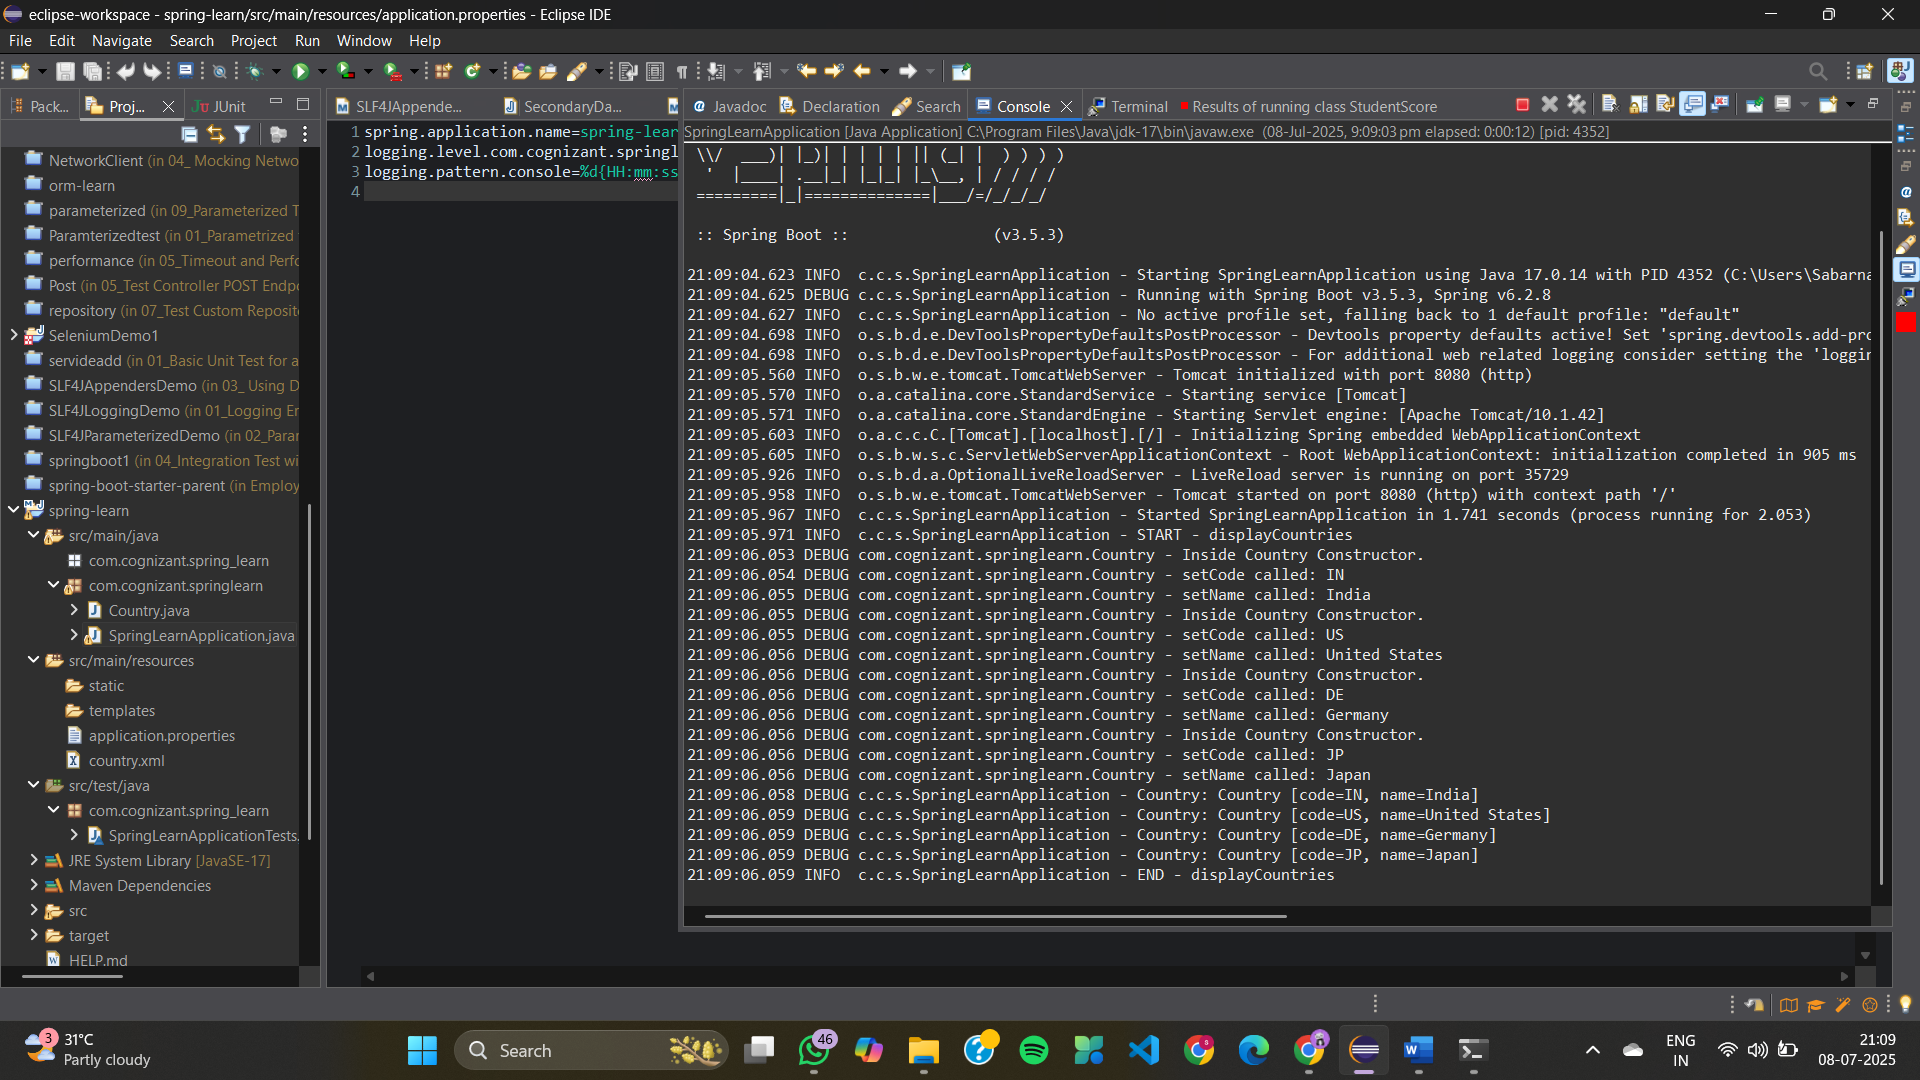 eclipse-workspace - spring-learn/src/main/resources/application.properties - Eclipse IDE
File Edit Navigate Search Project Run Window Help
Pack... Proj... JUnit
NetworkClient (in 04_ Mocking Netwo
orm-learn
parameterized (in 09_Parameterized T
Paramterizedtest (in 01_Parametrized
performance (in 05_Timeout and Perfo
Post (in 05_Test Controller POST Endpo
repository (in 07_Test Custom Reposit
SeleniumDemo1
servideadd (in 01_Basic Unit Test for a
SLF4JAppendersDemo (in 03_ Using D
SLF4JLoggingDemo (in 01_Logging Er
SLF4JParameterizedDemo (in 02_Para
springboot1 (in 04_Integration Test wi
spring-boot-starter-parent (in Employ
spring-learn
src/main/java
com.cognizant.spring_learn
com.cognizant.springlearn
Country.java
SpringLearnApplication.java
src/main/resources
static
templates
application.properties
country.xml
src/test/java
com.cognizant.spring_learn
SpringLearnApplicationTests.
JRE System Library [JavaSE-17]
Maven Dependencies
src
target
HELP.md
SLF4JAppende... SecondaryDa...
1 spring.application.name=spring-lear
2 logging.level.com.cognizant.springl
3 logging.pattern.console=%d{HH:mm:ss
4
Javadoc Declaration Search Console Terminal Results of running class StudentScore
SpringLearnApplication [Java Application] C:\Program Files\Java\jdk-17\bin\javaw.exe (08-Jul-2025, 9:09:03 pm elapsed: 0:00:12) [pid: 4352]
 \\/  ___)| |_)| | | | | || (_| |  ) ) ) )
  '  |____| .__|_| |_|_| |_\__, | / / / /
 =========|_|==============|___/=/_/_/_/
:: Spring Boot :: (v3.5.3)
21:09:04.623 INFO  c.c.s.SpringLearnApplication - Starting SpringLearnApplication using Java 17.0.14 with PID 4352 (C:\Users\Sabarna
21:09:04.625 DEBUG c.c.s.SpringLearnApplication - Running with Spring Boot v3.5.3, Spring v6.2.8
21:09:04.627 INFO  c.c.s.SpringLearnApplication - No active profile set, falling back to 1 default profile: "default"
21:09:04.698 INFO  o.s.b.d.e.DevToolsPropertyDefaultsPostProcessor - Devtools property defaults active! Set 'spring.devtools.add-pro
21:09:04.698 INFO  o.s.b.d.e.DevToolsPropertyDefaultsPostProcessor - For additional web related logging consider setting the 'loggin
21:09:05.560 INFO  o.s.b.w.e.tomcat.TomcatWebServer - Tomcat initialized with port 8080 (http)
21:09:05.570 INFO  o.a.catalina.core.StandardService - Starting service [Tomcat]
21:09:05.571 INFO  o.a.catalina.core.StandardEngine - Starting Servlet engine: [Apache Tomcat/10.1.42]
21:09:05.603 INFO  o.a.c.c.C.[Tomcat].[localhost].[/] - Initializing Spring embedded WebApplicationContext
21:09:05.605 INFO  o.s.b.w.s.c.ServletWebServerApplicationContext - Root WebApplicationContext: initialization completed in 905 ms
21:09:05.926 INFO  o.s.b.d.a.OptionalLiveReloadServer - LiveReload server is running on port 35729
21:09:05.958 INFO  o.s.b.w.e.tomcat.TomcatWebServer - Tomcat started on port 8080 (http) with context path '/'
21:09:05.967 INFO  c.c.s.SpringLearnApplication - Started SpringLearnApplication in 1.741 seconds (process running for 2.053)
21:09:05.971 INFO  c.c.s.SpringLearnApplication - START - displayCountries
21:09:06.053 DEBUG com.cognizant.springlearn.Country - Inside Country Constructor.
21:09:06.054 DEBUG com.cognizant.springlearn.Country - setCode called: IN
21:09:06.055 DEBUG com.cognizant.springlearn.Country - setName called: India
21:09:06.055 DEBUG com.cognizant.springlearn.Country - Inside Country Constructor.
21:09:06.055 DEBUG com.cognizant.springlearn.Country - setCode called: US
21:09:06.056 DEBUG com.cognizant.springlearn.Country - setName called: United States
21:09:06.056 DEBUG com.cognizant.springlearn.Country - Inside Country Constructor.
21:09:06.056 DEBUG com.cognizant.springlearn.Country - setCode called: DE
21:09:06.056 DEBUG com.cognizant.springlearn.Country - setName called: Germany
21:09:06.056 DEBUG com.cognizant.springlearn.Country - Inside Country Constructor.
21:09:06.056 DEBUG com.cognizant.springlearn.Country - setCode called: JP
21:09:06.056 DEBUG com.cognizant.springlearn.Country - setName called: Japan
21:09:06.058 DEBUG c.c.s.SpringLearnApplication - Country: Country [code=IN, name=India]
21:09:06.059 DEBUG c.c.s.SpringLearnApplication - Country: Country [code=US, name=United States]
21:09:06.059 DEBUG c.c.s.SpringLearnApplication - Country: Country [code=DE, name=Germany]
21:09:06.059 DEBUG c.c.s.SpringLearnApplication - Country: Country [code=JP, name=Japan]
21:09:06.059 INFO  c.c.s.SpringLearnApplication - END - displayCountries
3
31°C
Partly cloudy
Search
46
8
ENG
IN
21:09
08-07-2025